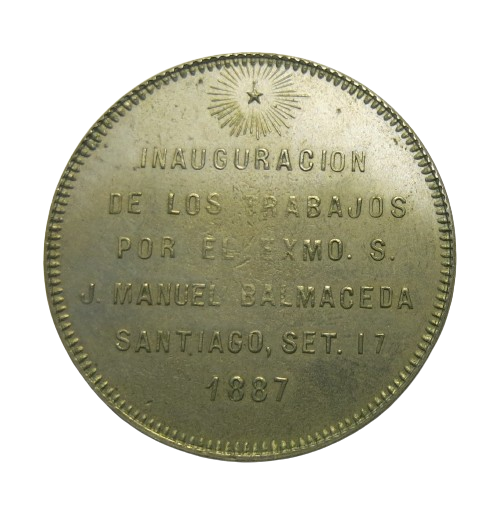 INAUGURACION
DE LOS TRABAJOS
POR EL EXMO. S.
J. MANUEL BALMACEDA
SANTIAGO, SET. 17
1887